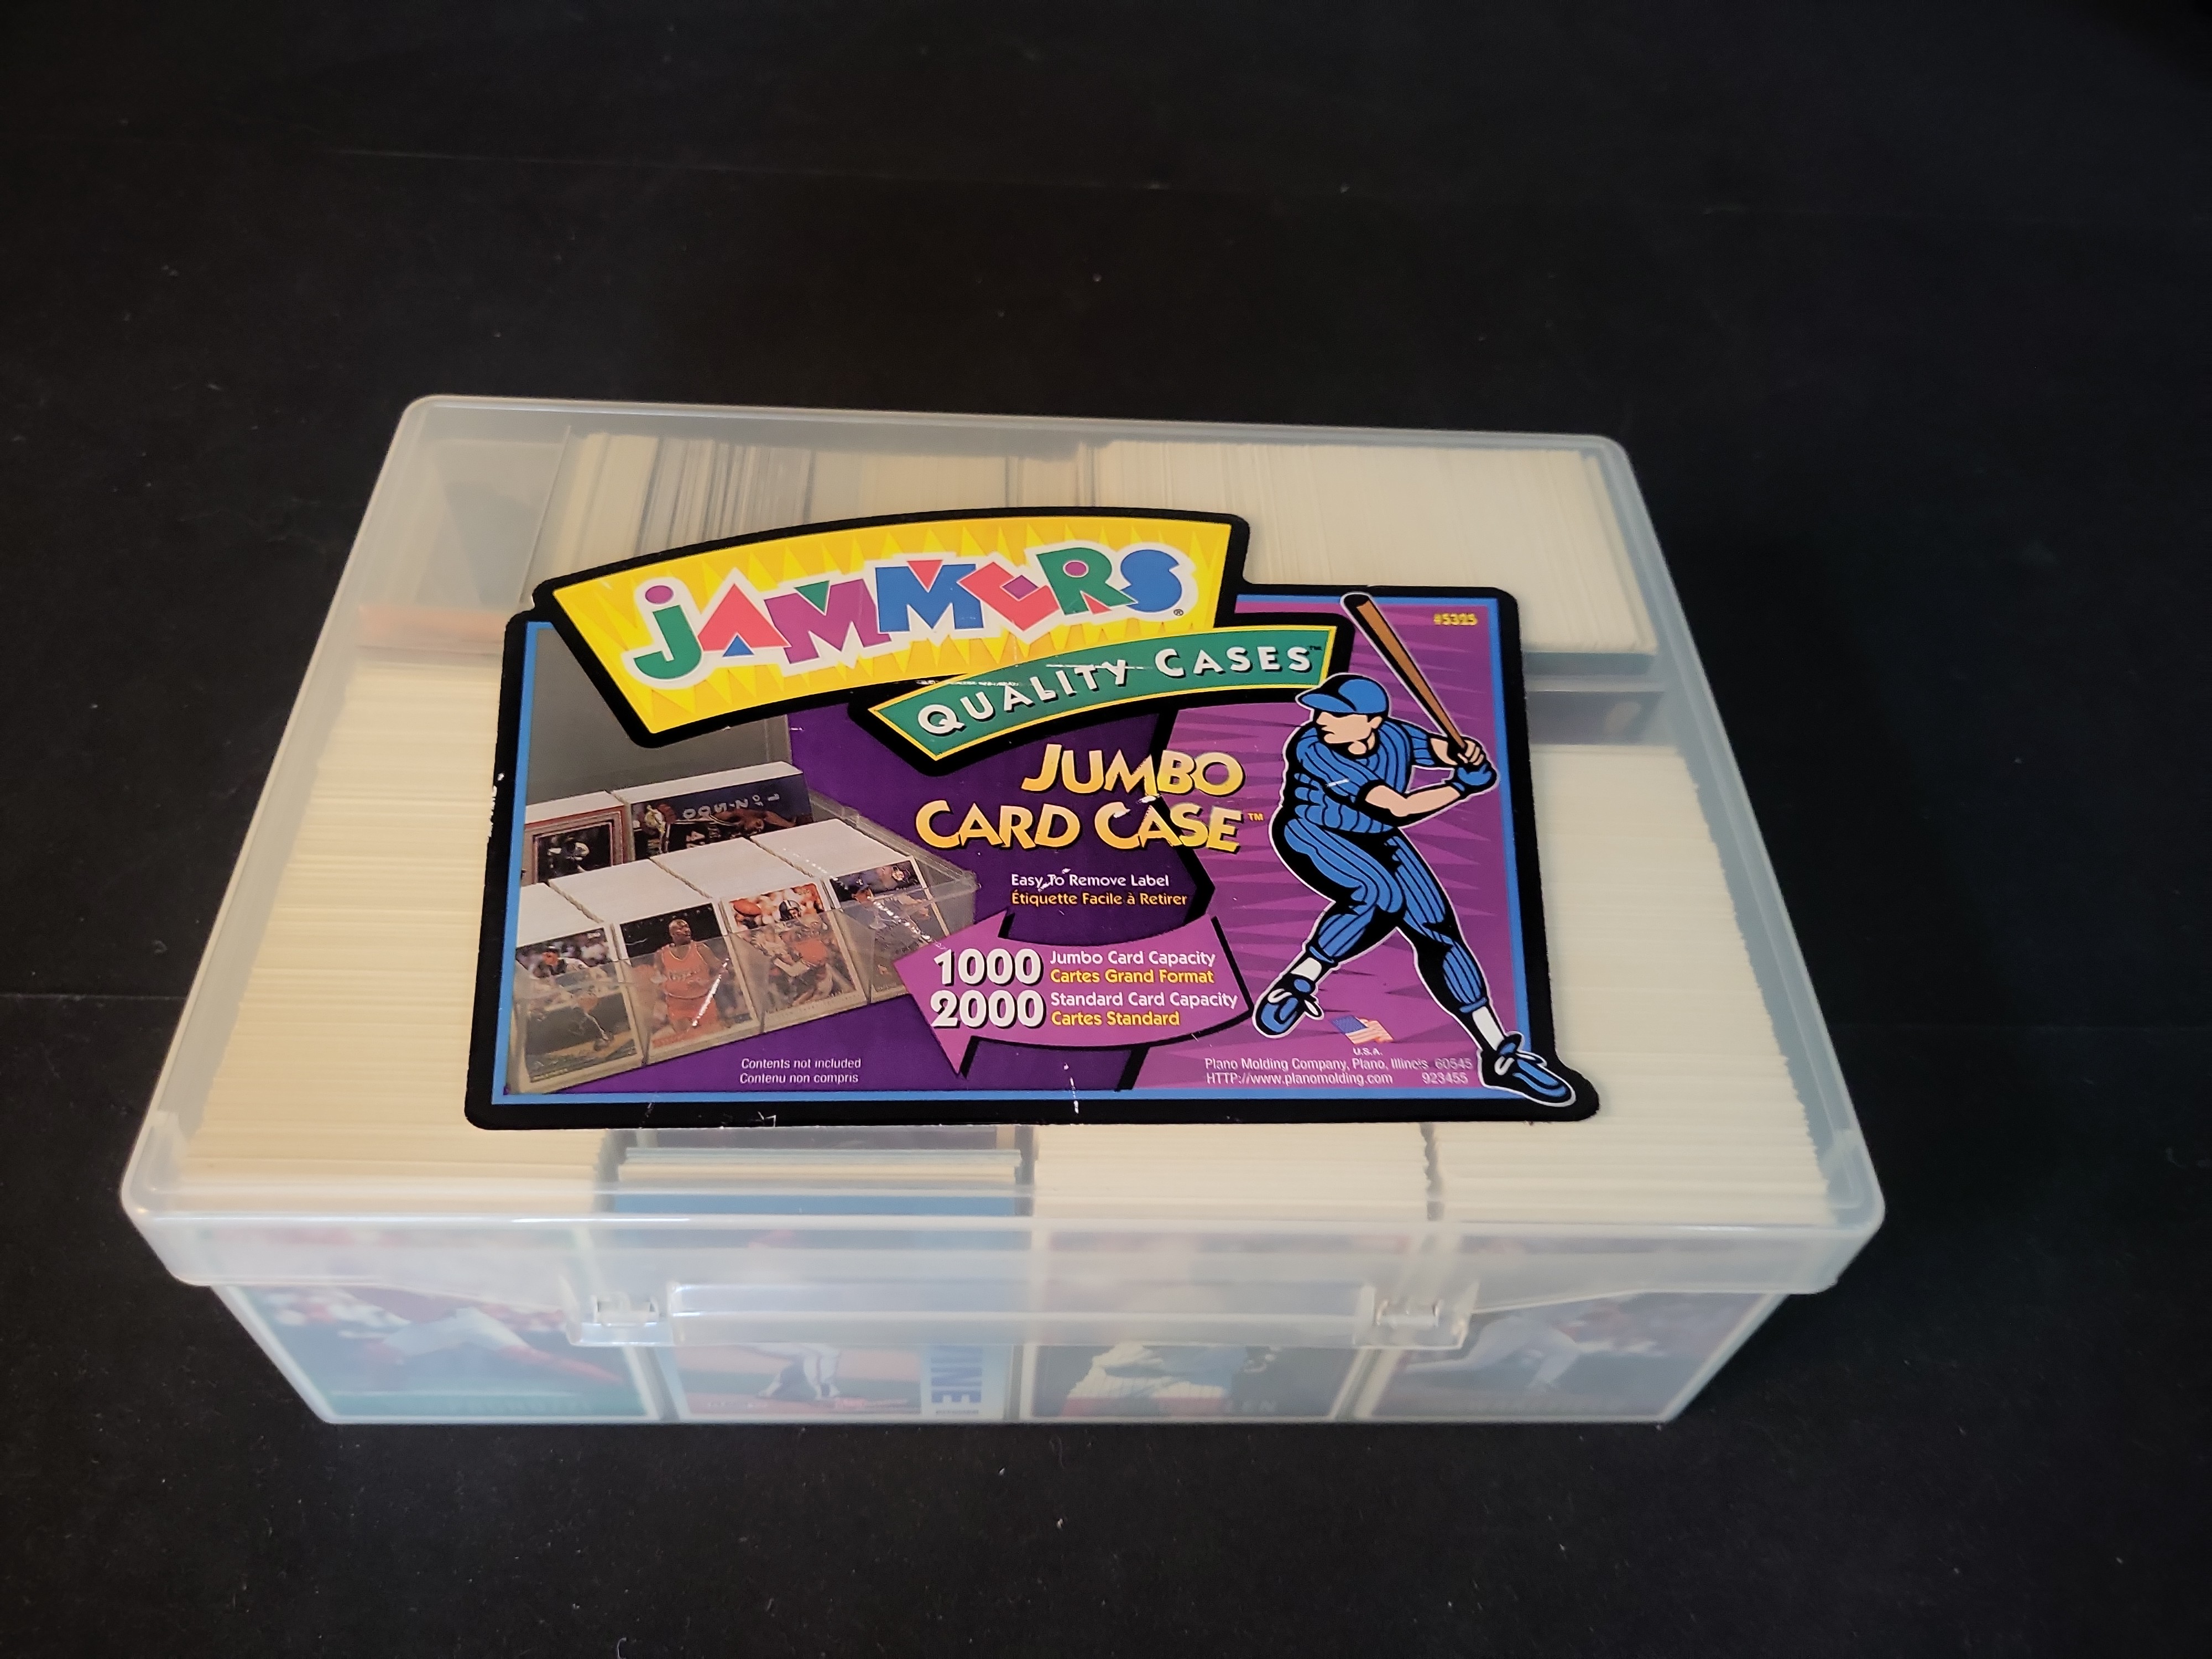 JAMMERS®
QUALITY CASES™
#5325
JUMBO
CARD CASE™
Easy To Remove Label
Étiquette Facile à Retirer
1000 Jumbo Card Capacity
Cartes Grand Format
2000 Standard Card Capacity
Cartes Standard
Contents not included
Contenu non compris
U.S.A.
Plano Molding Company, Plano, Illinois 60545
HTTP://www.planomolding.com 923455